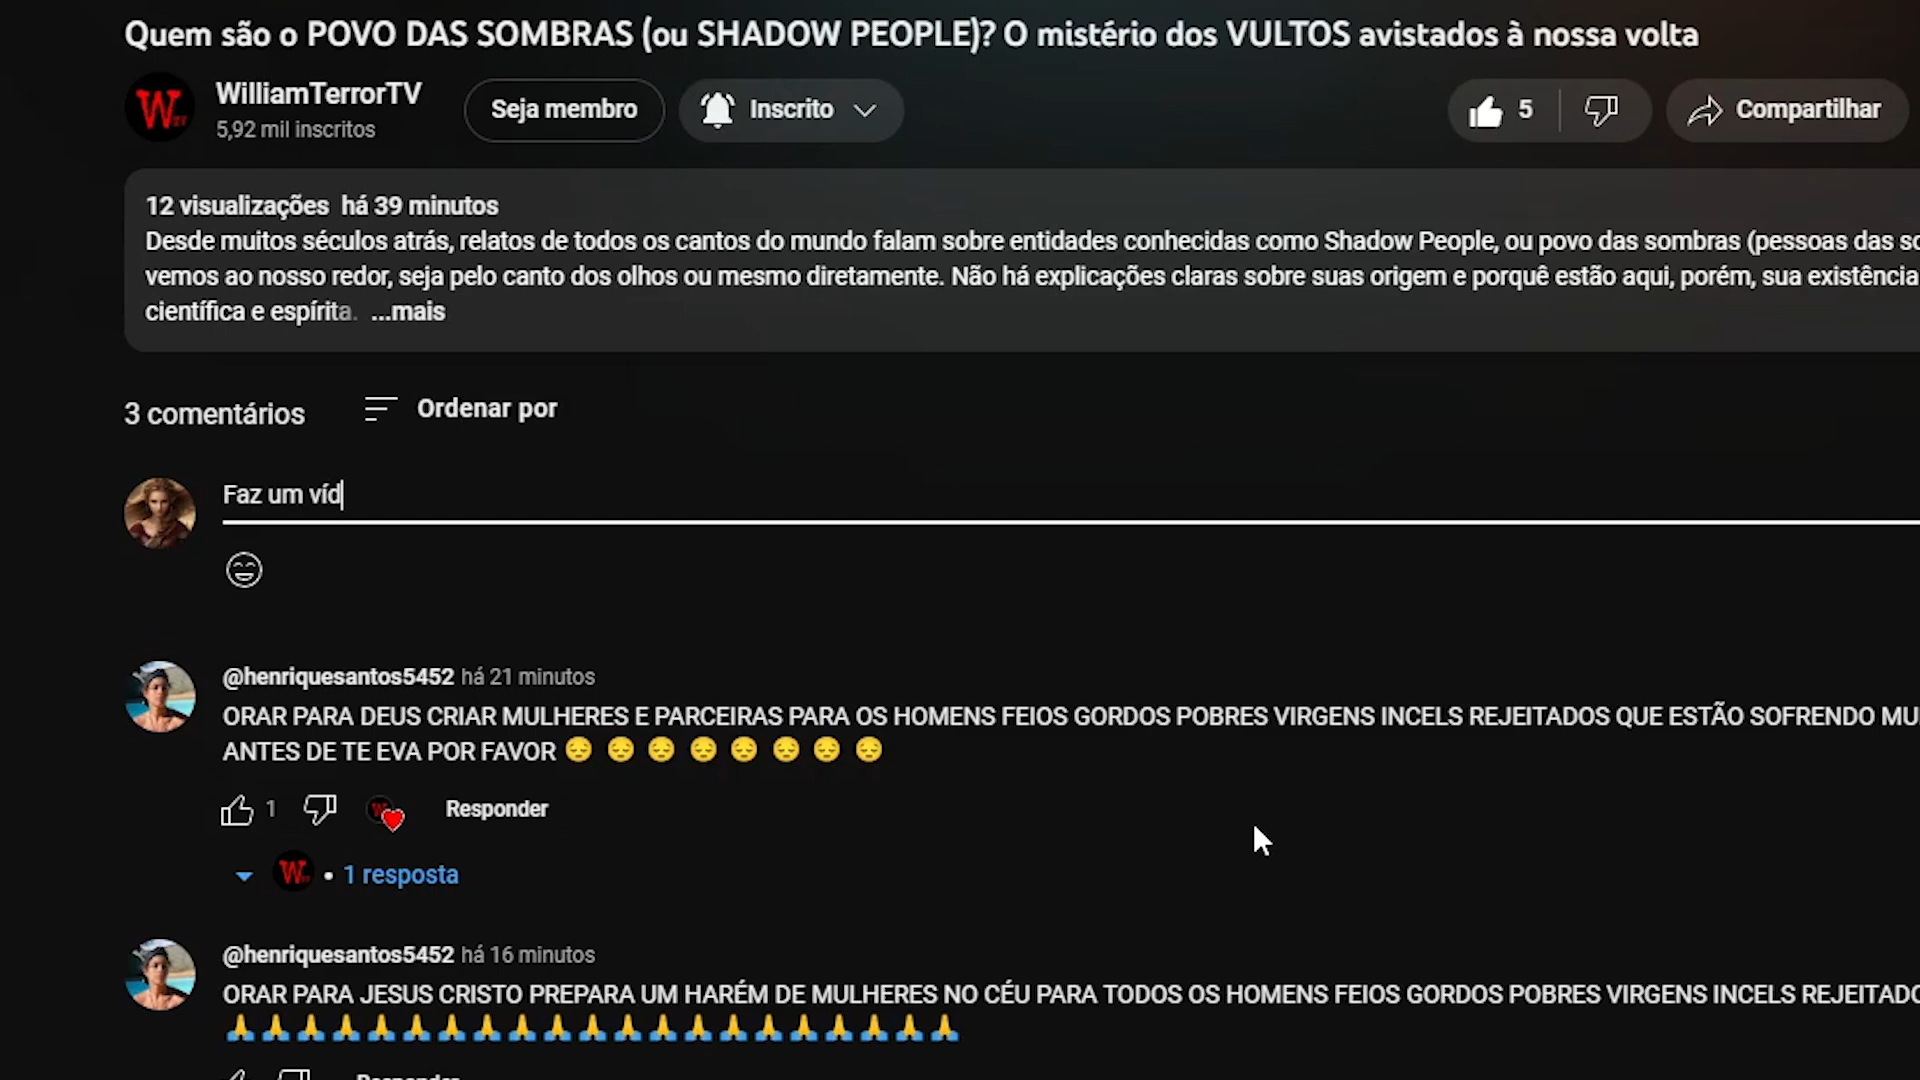 Quem são o POVO DAS SOMBRAS (ou SHADOW PEOPLE)? O mistério dos VULTOS avistados à nossa volta
W
WilliamTerrorTV
5,92 mil inscritos
Seja membro
Inscrito
5
Compartilhar
12 visualizações há 39 minutos
Desde muitos séculos atrás, relatos de todos os cantos do mundo falam sobre entidades conhecidas como Shadow People, ou povo das sombras (pessoas das
vemos ao nosso redor, seja pelo canto dos olhos ou mesmo diretamente. Não há explicações claras sobre suas origem e porquê estão aqui, porém, sua existência
científica e espírita. ...mais
3 comentários
Ordenar por
Faz um víd
@henriquesantos5452 há 21 minutos
ORAR PARA DEUS CRIAR MULHERES E PARCEIRAS PARA OS HOMENS FEIOS GORDOS POBRES VIRGENS INCELS REJEITADOS QUE ESTÃO SOFRENDO MU
ANTES DE TE EVA POR FAVOR 😔 😔 😔 😔 😔 😔 😔 😔
1
Responder
W
• 1 resposta
@henriquesantos5452 há 16 minutos
ORAR PARA JESUS CRISTO PREPARA UM HARÉM DE MULHERES NO CÉU PARA TODOS OS HOMENS FEIOS GORDOS POBRES VIRGENS INCELS REJEITADO
🙏🙏🙏🙏🙏🙏🙏🙏🙏🙏🙏🙏🙏🙏🙏🙏🙏🙏🙏🙏🙏
Responder